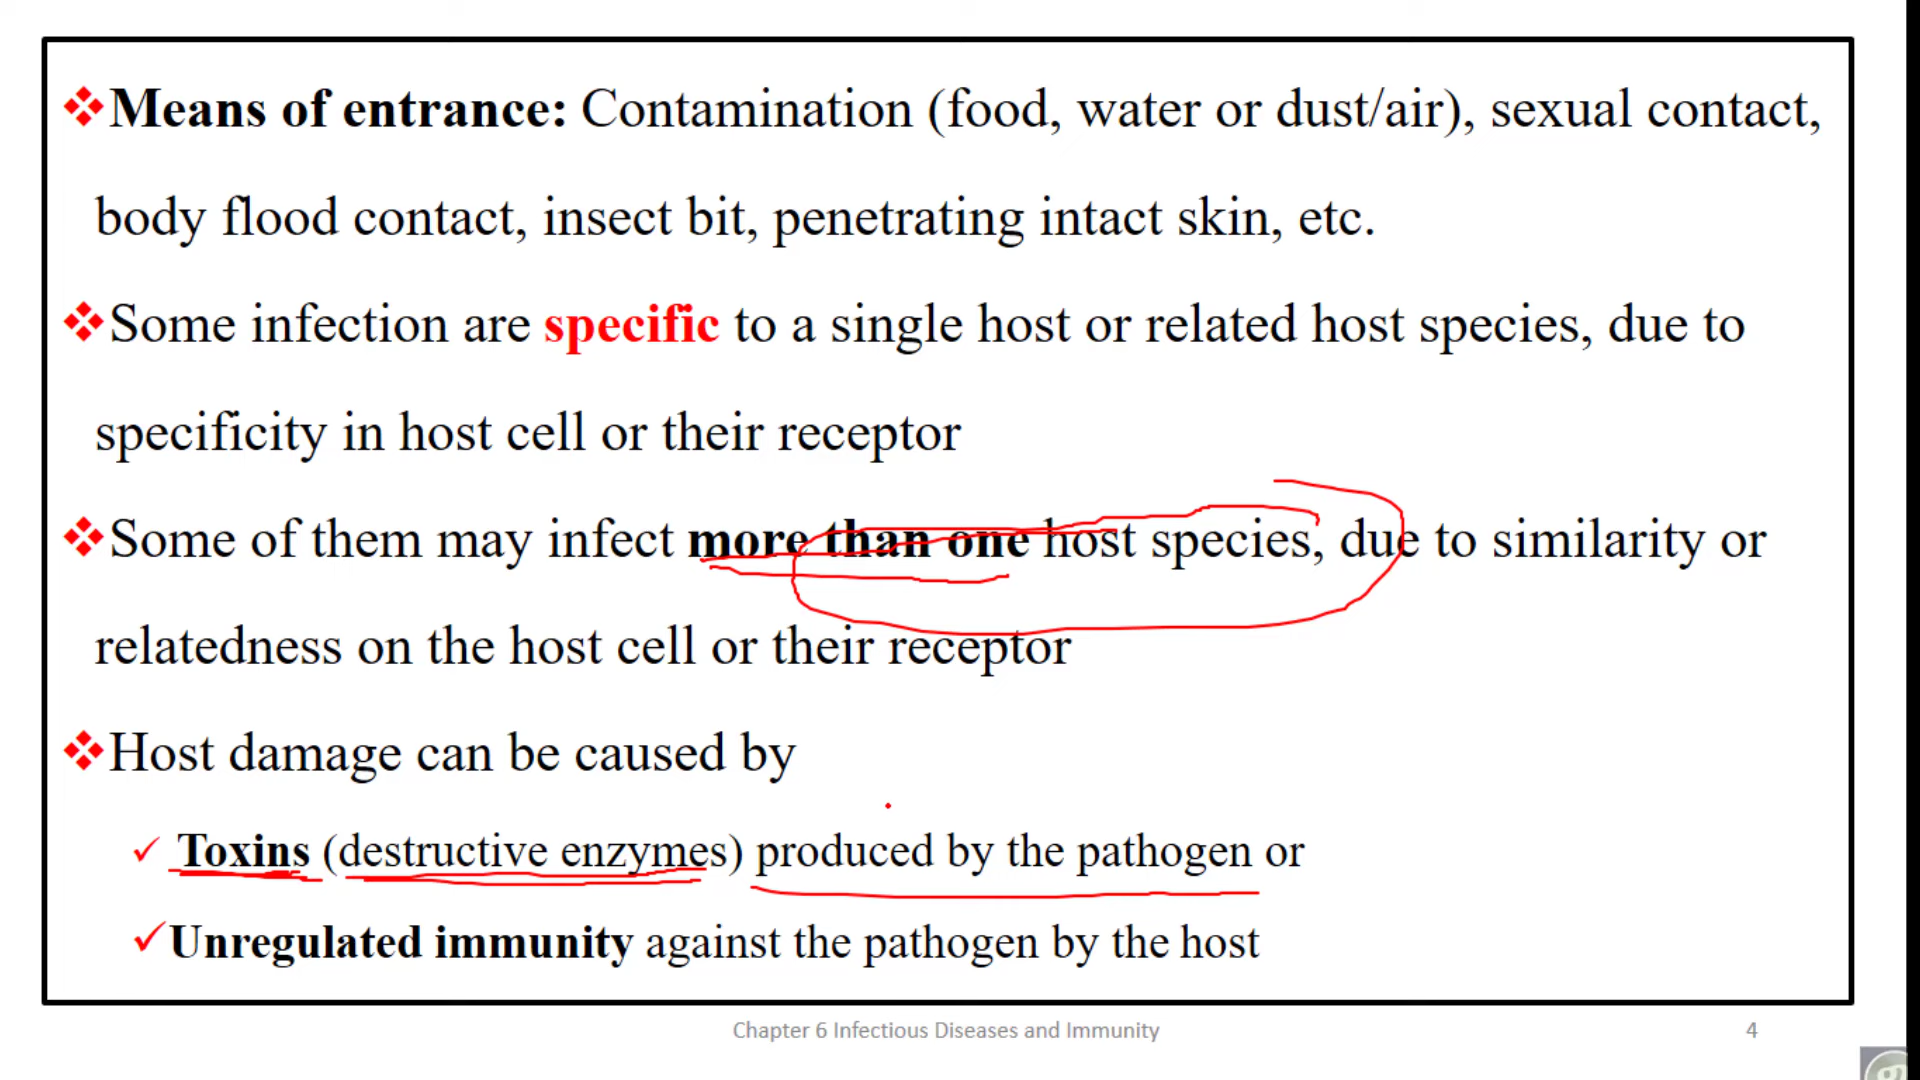 ❖Means of entrance: Contamination (food, water or dust/air), sexual contact,
body flood contact, insect bit, penetrating intact skin, etc.
❖Some infection are specific to a single host or related host species, due to
specificity in host cell or their receptor
❖Some of them may infect more than one host species, due to similarity or
relatedness on the host cell or their receptor
❖Host damage can be caused by
✓ Toxins (destructive enzymes) produced by the pathogen or
✓Unregulated immunity against the pathogen by the host
Chapter 6 Infectious Diseases and Immunity
4